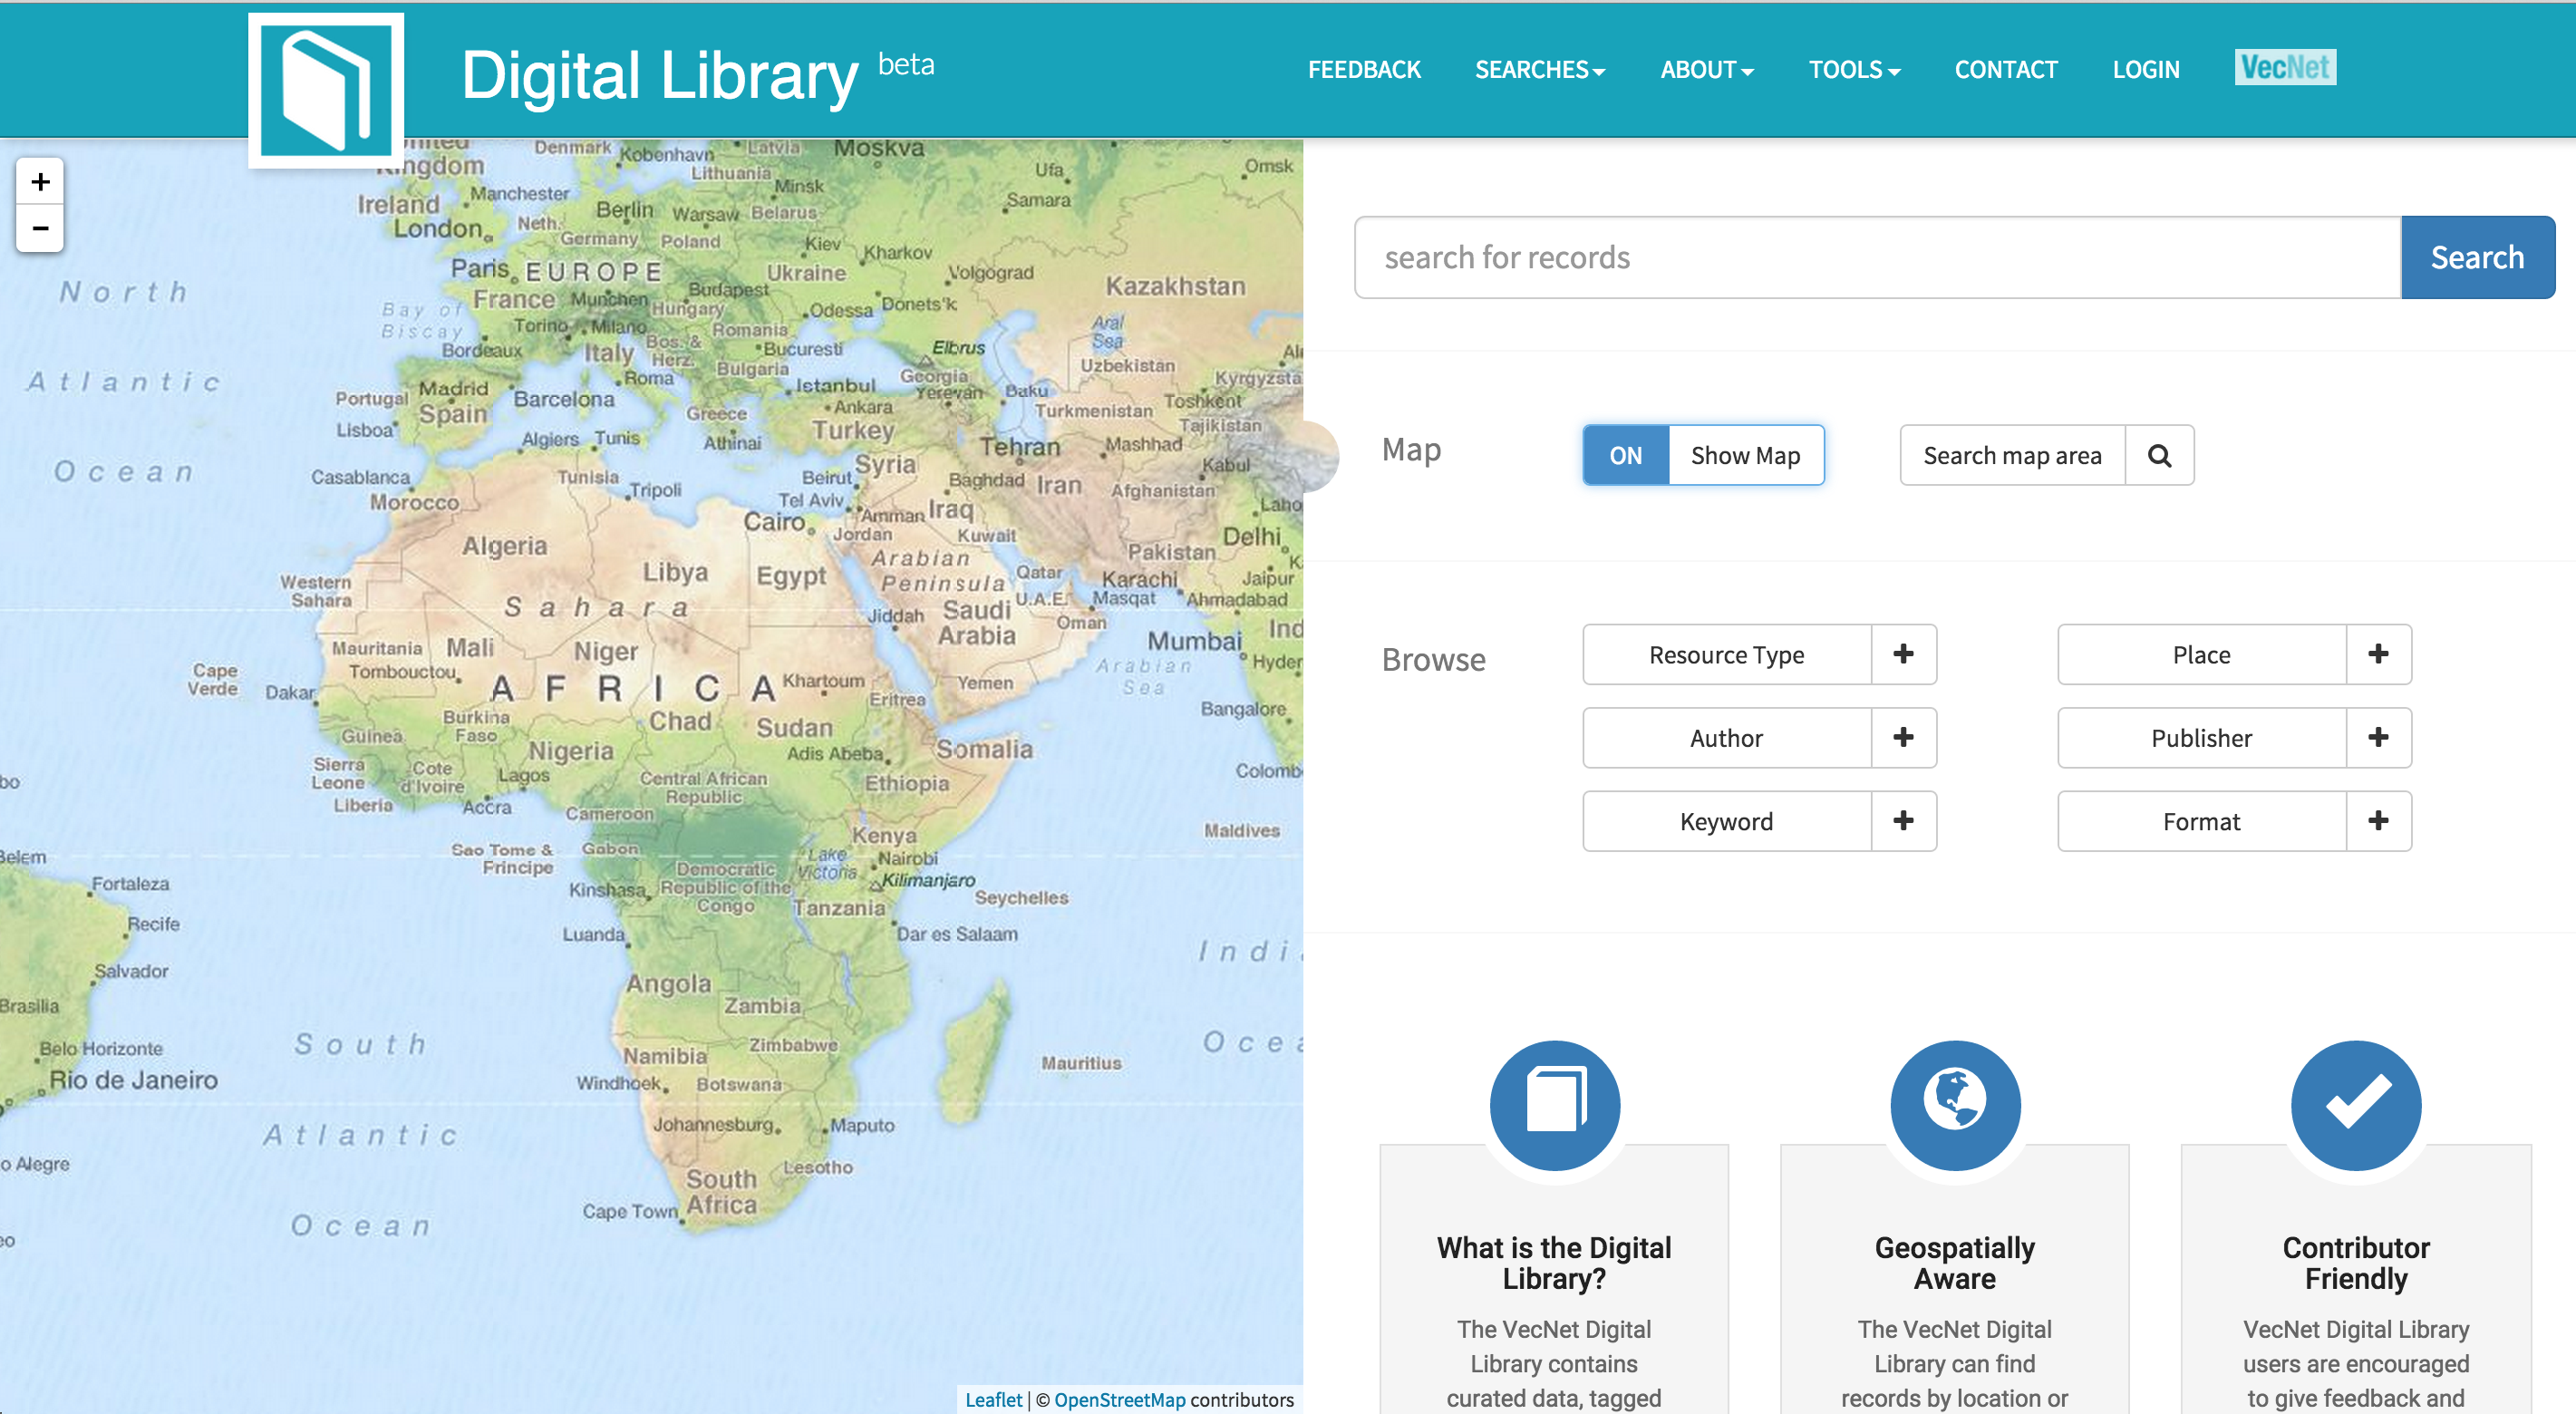 Digital Library beta
FEEDBACK
SEARCHES
ABOUT
TOOLS
CONTACT
LOGIN
VecNet
+
−
Denmark
Kobenhavn
Latvia
Moskva
Lithuania
Ufa
Omsk
Minsk
Samara
Ireland
Manchester
London
Neth.
Berlin
Warsaw
Belarus
Germany
Poland
Kiev
Kharkov
Paris
EUROPE
Ukraine
Volgograd
Kazakhstan
France
Munchen
Budapest
Hungary
Odessa
Donets'k
Bay of
Biscay
Torino
Milano
Romania
Aral
Sea
Bordeaux
Italy
Bos. &
Herz.
Bucuresti
Elbrus
Bulgaria
Georgia
Uzbekistan
Roma
Istanbul
Yerevan
Baku
Madrid
Portugal
Spain
Barcelona
Greece
Ankara
Turkmenistan
Toshkent
Lisboa
Turkey
Tajikistan
Algiers
Tunis
Athinai
Tehran
Mashhad
Casablanca
Tunisia
Tripoli
Beirut
Syria
Baghdad
Iran
Kabul
Afghanistan
Morocco
Tel Aviv
Cairo
Amman
Iraq
Jordan
Kuwait
Delhi
Algeria
Libya
Egypt
Arabian
Peninsula
Qatar
Pakistan
Karachi
Jaipur
Western
Sahara
Sahara
Jiddah
Saudi
Arabia
U.A.E.
Masqat
Ahmadabad
Oman
Mumbai
Mauritania
Mali
Niger
Tombouctou
Cape
Verde
Dakar
AFRICA
Khartoum
Yemen
Arabian
Sea
Eritrea
Bangalore
Burkina
Faso
Chad
Sudan
Guinea
Nigeria
Adis Abeba
Somalia
Sierra
Leone
Cote
d'Ivoire
Lagos
Central African
Republic
Ethiopia
Liberia
Accra
Cameroon
Kenya
Maldives
Sao Tome &
Principe
Gabon
Lake
Victoria
Nairobi
Kilimanjaro
Kinshasa
Democratic
Republic of the
Congo
Tanzania
Seychelles
Luanda
Dar es Salaam
Angola
Zambia
Zimbabwe
Namibia
Windhoek
Botswana
Mauritius
Johannesburg
Maputo
South
Africa
Lesotho
Cape Town
North
Atlantic
Ocean
Fortaleza
Recife
Salvador
Brasilia
Belo Horizonte
Rio de Janeiro
South
Atlantic
Ocean
Leaflet | © OpenStreetMap contributors
search for records
Search
Map
ON
Show Map
Search map area
Browse
Resource Type
Place
Author
Publisher
Keyword
Format
What is the Digital
Library?
The VecNet Digital
Library contains
curated data, tagged
Geospatially
Aware
The VecNet Digital
Library can find
records by location or
Contributor
Friendly
VecNet Digital Library
users are encouraged
to give feedback and